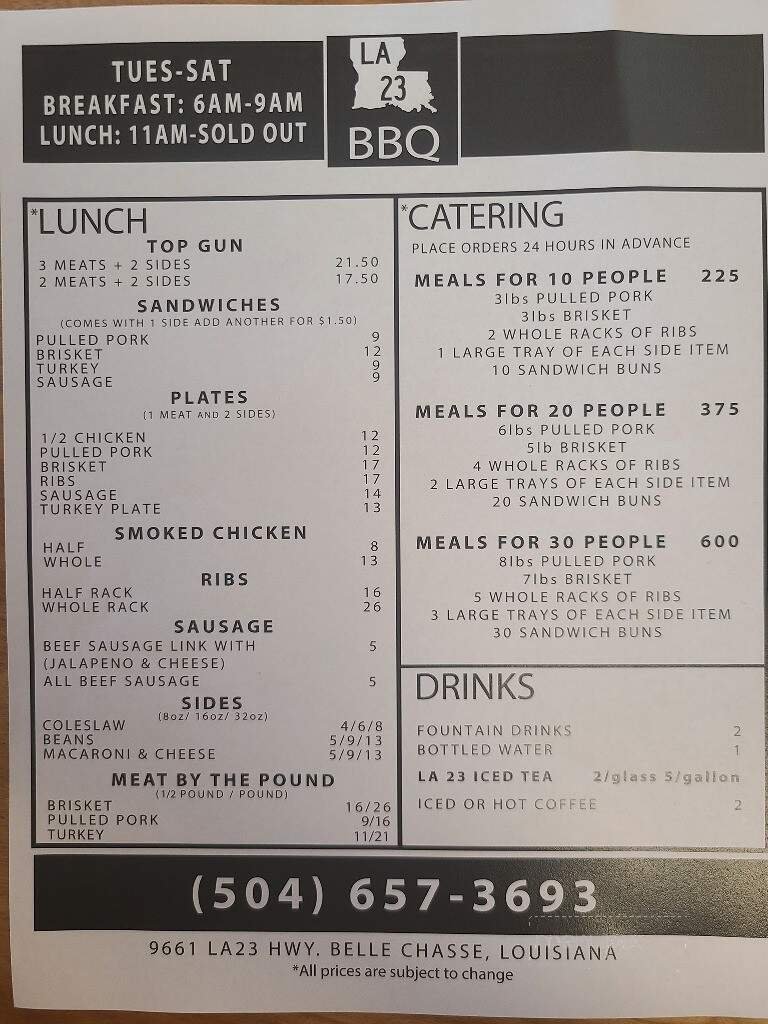 TUES-SAT
BREAKFAST: 6AM-9AM
LUNCH: 11AM-SOLD OUT
LA
23
BBQ
*LUNCH
TOP GUN
3 MEATS + 2 SIDES 21.50
2 MEATS + 2 SIDES 17.50
SANDWICHES
(COMES WITH 1 SIDE ADD ANOTHER FOR $1.50)
PULLED PORK 9
BRISKET 12
TURKEY 9
SAUSAGE 9
PLATES
(1 MEAT AND 2 SIDES)
1/2 CHICKEN 12
PULLED PORK 12
BRISKET 17
RIBS 17
SAUSAGE 14
TURKEY PLATE 13
SMOKED CHICKEN
HALF 8
WHOLE 13
RIBS
HALF RACK 16
WHOLE RACK 26
SAUSAGE
BEEF SAUSAGE LINK WITH 5
(JALAPENO & CHEESE)
ALL BEEF SAUSAGE 5
SIDES
(8oz/ 16oz/ 32oz)
COLESLAW 4/6/8
BEANS 5/9/13
MACARONI & CHEESE 5/9/13
MEAT BY THE POUND
(1/2 POUND / POUND)
BRISKET 16/26
PULLED PORK 9/16
TURKEY 11/21
*CATERING
PLACE ORDERS 24 HOURS IN ADVANCE
MEALS FOR 10 PEOPLE 225
3lbs PULLED PORK
3lbs BRISKET
2 WHOLE RACKS OF RIBS
1 LARGE TRAY OF EACH SIDE ITEM
10 SANDWICH BUNS
MEALS FOR 20 PEOPLE 375
6lbs PULLED PORK
5lb BRISKET
4 WHOLE RACKS OF RIBS
2 LARGE TRAYS OF EACH SIDE ITEM
20 SANDWICH BUNS
MEALS FOR 30 PEOPLE 600
8lbs PULLED PORK
7lbs BRISKET
5 WHOLE RACKS OF RIBS
3 LARGE TRAYS OF EACH SIDE ITEM
30 SANDWICH BUNS
DRINKS
FOUNTAIN DRINKS 2
BOTTLED WATER 1
LA 23 ICED TEA 2/glass 5/gallon
ICED OR HOT COFFEE 2
(504) 657-3693
9661 LA23 HWY. BELLE CHASSE, LOUISIANA
*All prices are subject to change